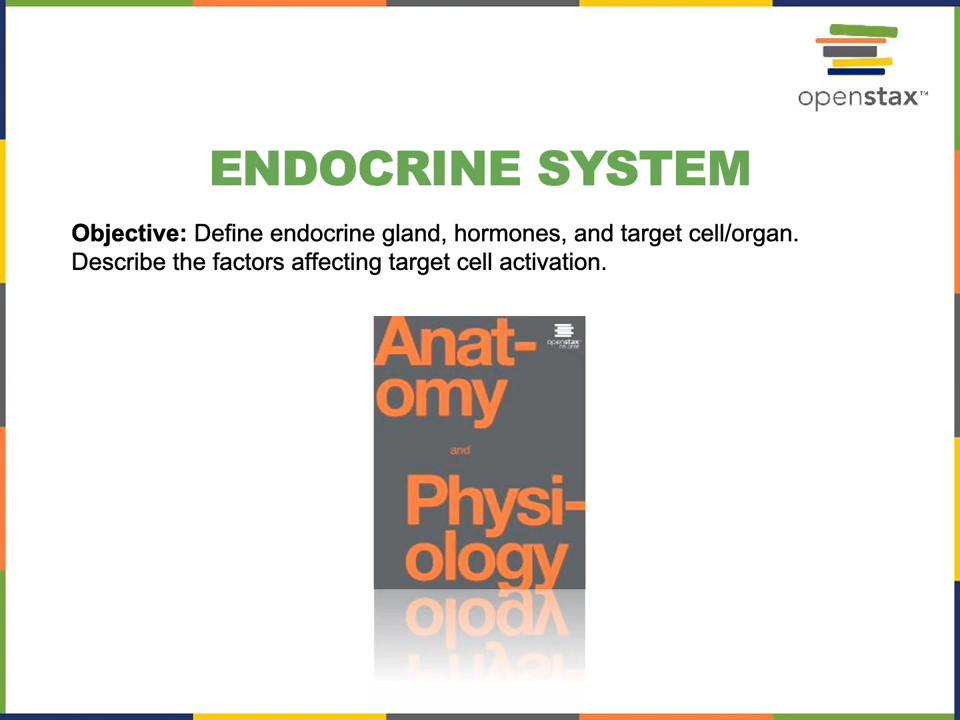 openstax™
ENDOCRINE SYSTEM
Objective: Define endocrine gland, hormones, and target cell/organ.
Describe the factors affecting target cell activation.
openstax
Anat-
omy
and
Physi-
ology